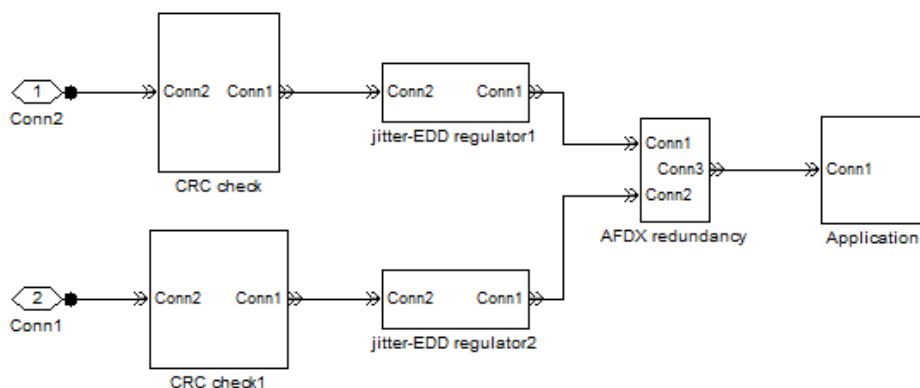 1
Conn2
Conn2 Conn1
CRC check
Conn2 Conn1
jitter-EDD regulator1
Conn1
Conn3
Conn2
AFDX redundancy
Conn1
Application
2
Conn1
Conn2 Conn1
CRC check1
Conn2 Conn1
jitter-EDD regulator2